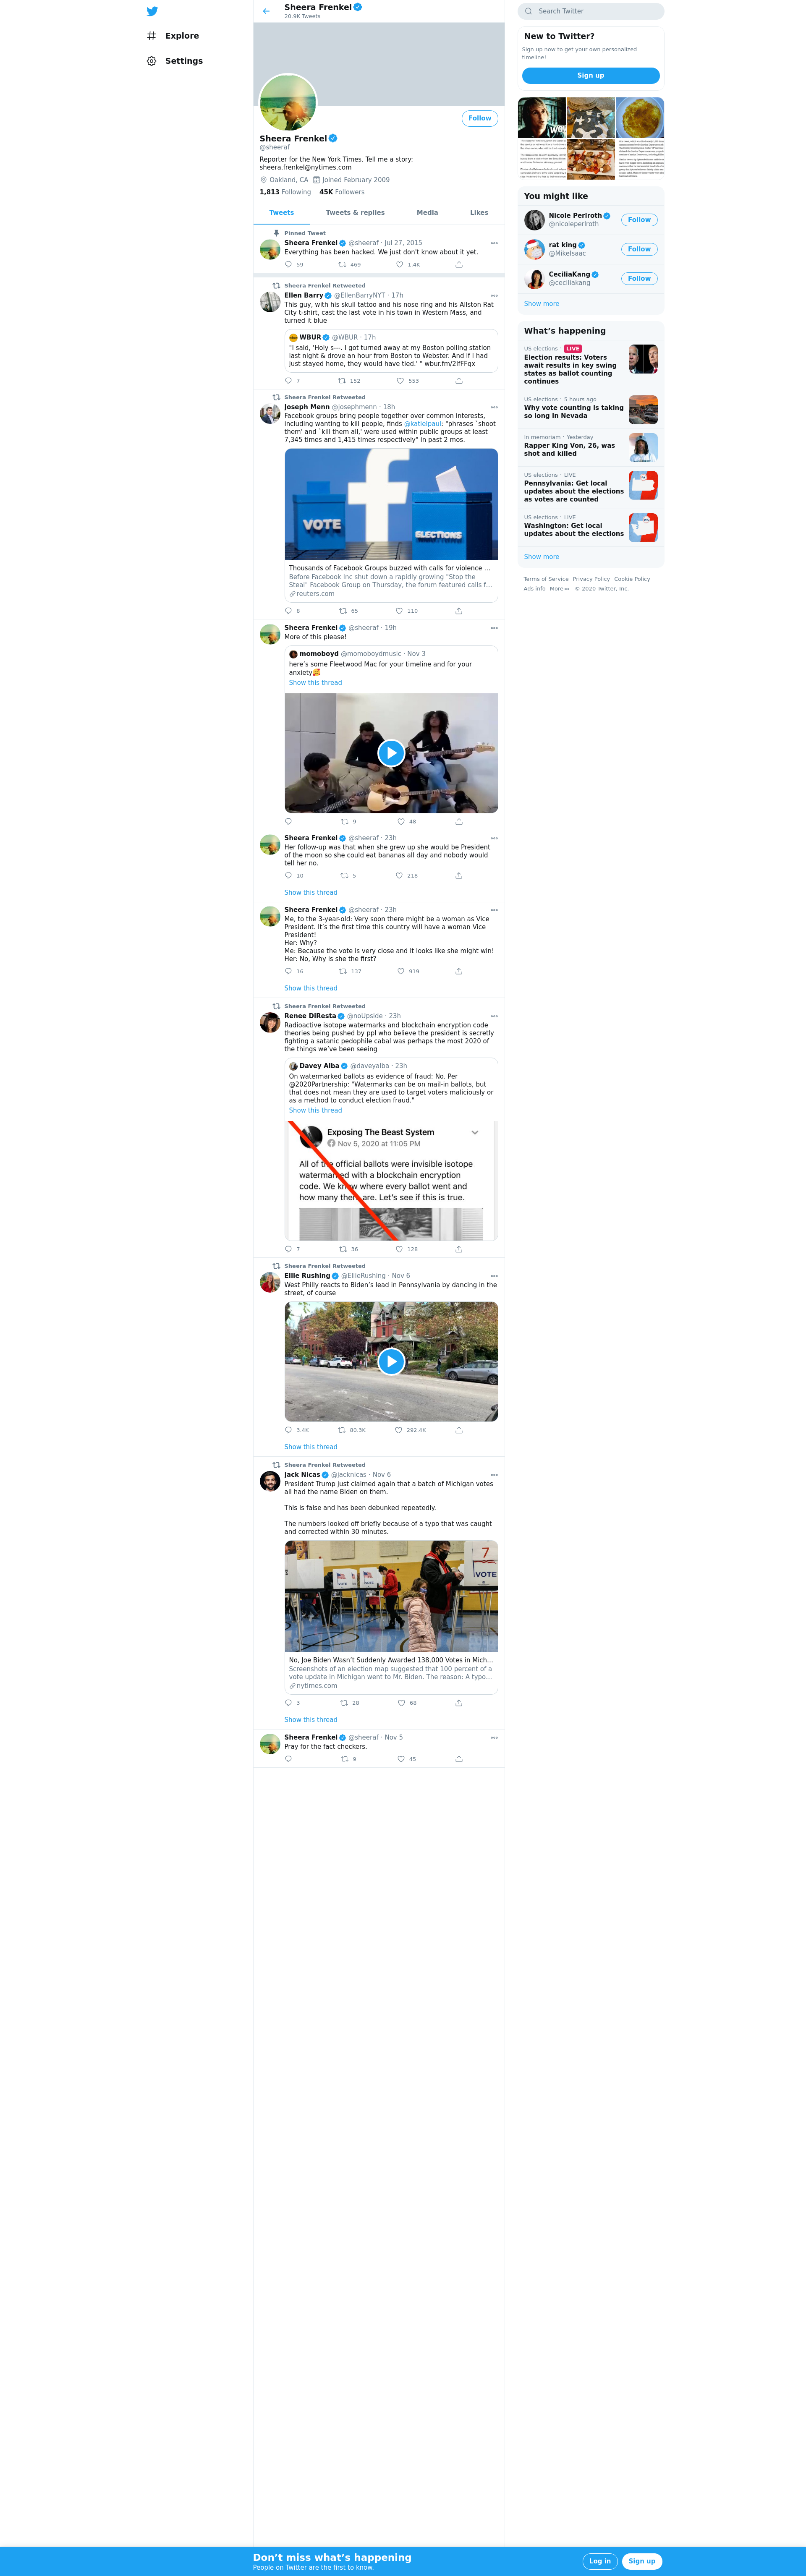 Explore
Settings
Sheera Frenkel
20.9K Tweets
Follow
Sheera Frenkel
@sheeraf
Reporter for the New York Times. Tell me a story:
sheera.frenkel@nytimes.com
Oakland, CA Joined February 2009
1,813 Following 45K Followers
Tweets Tweets & replies Media Likes
Pinned Tweet
Sheera Frenkel @sheeraf · Jul 27, 2015
Everything has been hacked. We just don't know about it yet.
59 469 1.4K
Sheera Frenkel Retweeted
Ellen Barry @EllenBarryNYT · 17h
This guy, with his skull tattoo and his nose ring and his Allston Rat
City t-shirt, cast the last vote in his town in Western Mass, and
turned it blue
WBUR @WBUR · 17h
"I said, 'Holy s---. I got turned away at my Boston polling station
last night & drove an hour from Boston to Webster. And if I had
just stayed home, they would have tied.' " wbur.fm/2IfFFqx
7 152 553
Sheera Frenkel Retweeted
Joseph Menn @josephmenn · 18h
Facebook groups bring people together over common interests,
including wanting to kill people, finds @katielpaul: "phrases `shoot
them' and `kill them all,' were used within public groups at least
7,345 times and 1,415 times respectively" in past 2 mos.
VOTE
ELECTIONS
Thousands of Facebook Groups buzzed with calls for violence ...
Before Facebook Inc shut down a rapidly growing "Stop the
Steal" Facebook Group on Thursday, the forum featured calls f...
reuters.com
8 65 110
Sheera Frenkel @sheeraf · 19h
More of this please!
momoboyd @momoboydmusic · Nov 3
here's some Fleetwood Mac for your timeline and for your
anxiety🥰
Show this thread
9 48
Sheera Frenkel @sheeraf · 23h
Her follow-up was that when she grew up she would be President
of the moon so she could eat bananas all day and nobody would
tell her no.
10 5 218
Show this thread
Sheera Frenkel @sheeraf · 23h
Me, to the 3-year-old: Very soon there might be a woman as Vice
President. It's the first time this country will have a woman Vice
President!
Her: Why?
Me: Because the vote is very close and it looks like she might win!
Her: No, Why is she the first?
16 137 919
Show this thread
Sheera Frenkel Retweeted
Renee DiResta @noUpside · 23h
Radioactive isotope watermarks and blockchain encryption code
theories being pushed by ppl who believe the president is secretly
fighting a satanic pedophile cabal was perhaps the most 2020 of
the things we've been seeing
Davey Alba @daveyalba · 23h
On watermarked ballots as evidence of fraud: No. Per
@2020Partnership: "Watermarks can be on mail-in ballots, but
that does not mean they are used to target voters maliciously or
as a method to conduct election fraud."
Show this thread
Exposing The Beast System
Nov 5, 2020 at 11:05 PM
All of the official ballots were invisible isotope
watermarked with a blockchain encryption
code. We know where every ballot went and
how many there are. Let's see if this is true.
7 36 128
Sheera Frenkel Retweeted
Ellie Rushing @EllieRushing · Nov 6
West Philly reacts to Biden's lead in Pennsylvania by dancing in the
street, of course
3.4K 80.3K 292.4K
Show this thread
Sheera Frenkel Retweeted
Jack Nicas @jacknicas · Nov 6
President Trump just claimed again that a batch of Michigan votes
all had the name Biden on them.
This is false and has been debunked repeatedly.
The numbers looked off briefly because of a typo that was caught
and corrected within 30 minutes.
7
VOTE
No, Joe Biden Wasn't Suddenly Awarded 138,000 Votes in Mich...
Screenshots of an election map suggested that 100 percent of a
vote update in Michigan went to Mr. Biden. The reason: A typo...
nytimes.com
3 28 68
Show this thread
Sheera Frenkel @sheeraf · Nov 5
Pray for the fact checkers.
9 45
Search Twitter
New to Twitter?
Sign up now to get your own personalized
timeline!
Sign up
You might like
Nicole Perlroth
@nicoleperlroth
Follow
rat king
@MikeIsaac
Follow
CeciliaKang
@ceciliakang
Follow
Show more
What's happening
US elections · LIVE
Election results: Voters
await results in key swing
states as ballot counting
continues
US elections · 5 hours ago
Why vote counting is taking
so long in Nevada
In memoriam · Yesterday
Rapper King Von, 26, was
shot and killed
US elections · LIVE
Pennsylvania: Get local
updates about the elections
as votes are counted
US elections · LIVE
Washington: Get local
updates about the elections
Show more
Terms of Service Privacy Policy Cookie Policy
Ads info More ••• © 2020 Twitter, Inc.
Don't miss what's happening
People on Twitter are the first to know.
Log in
Sign up